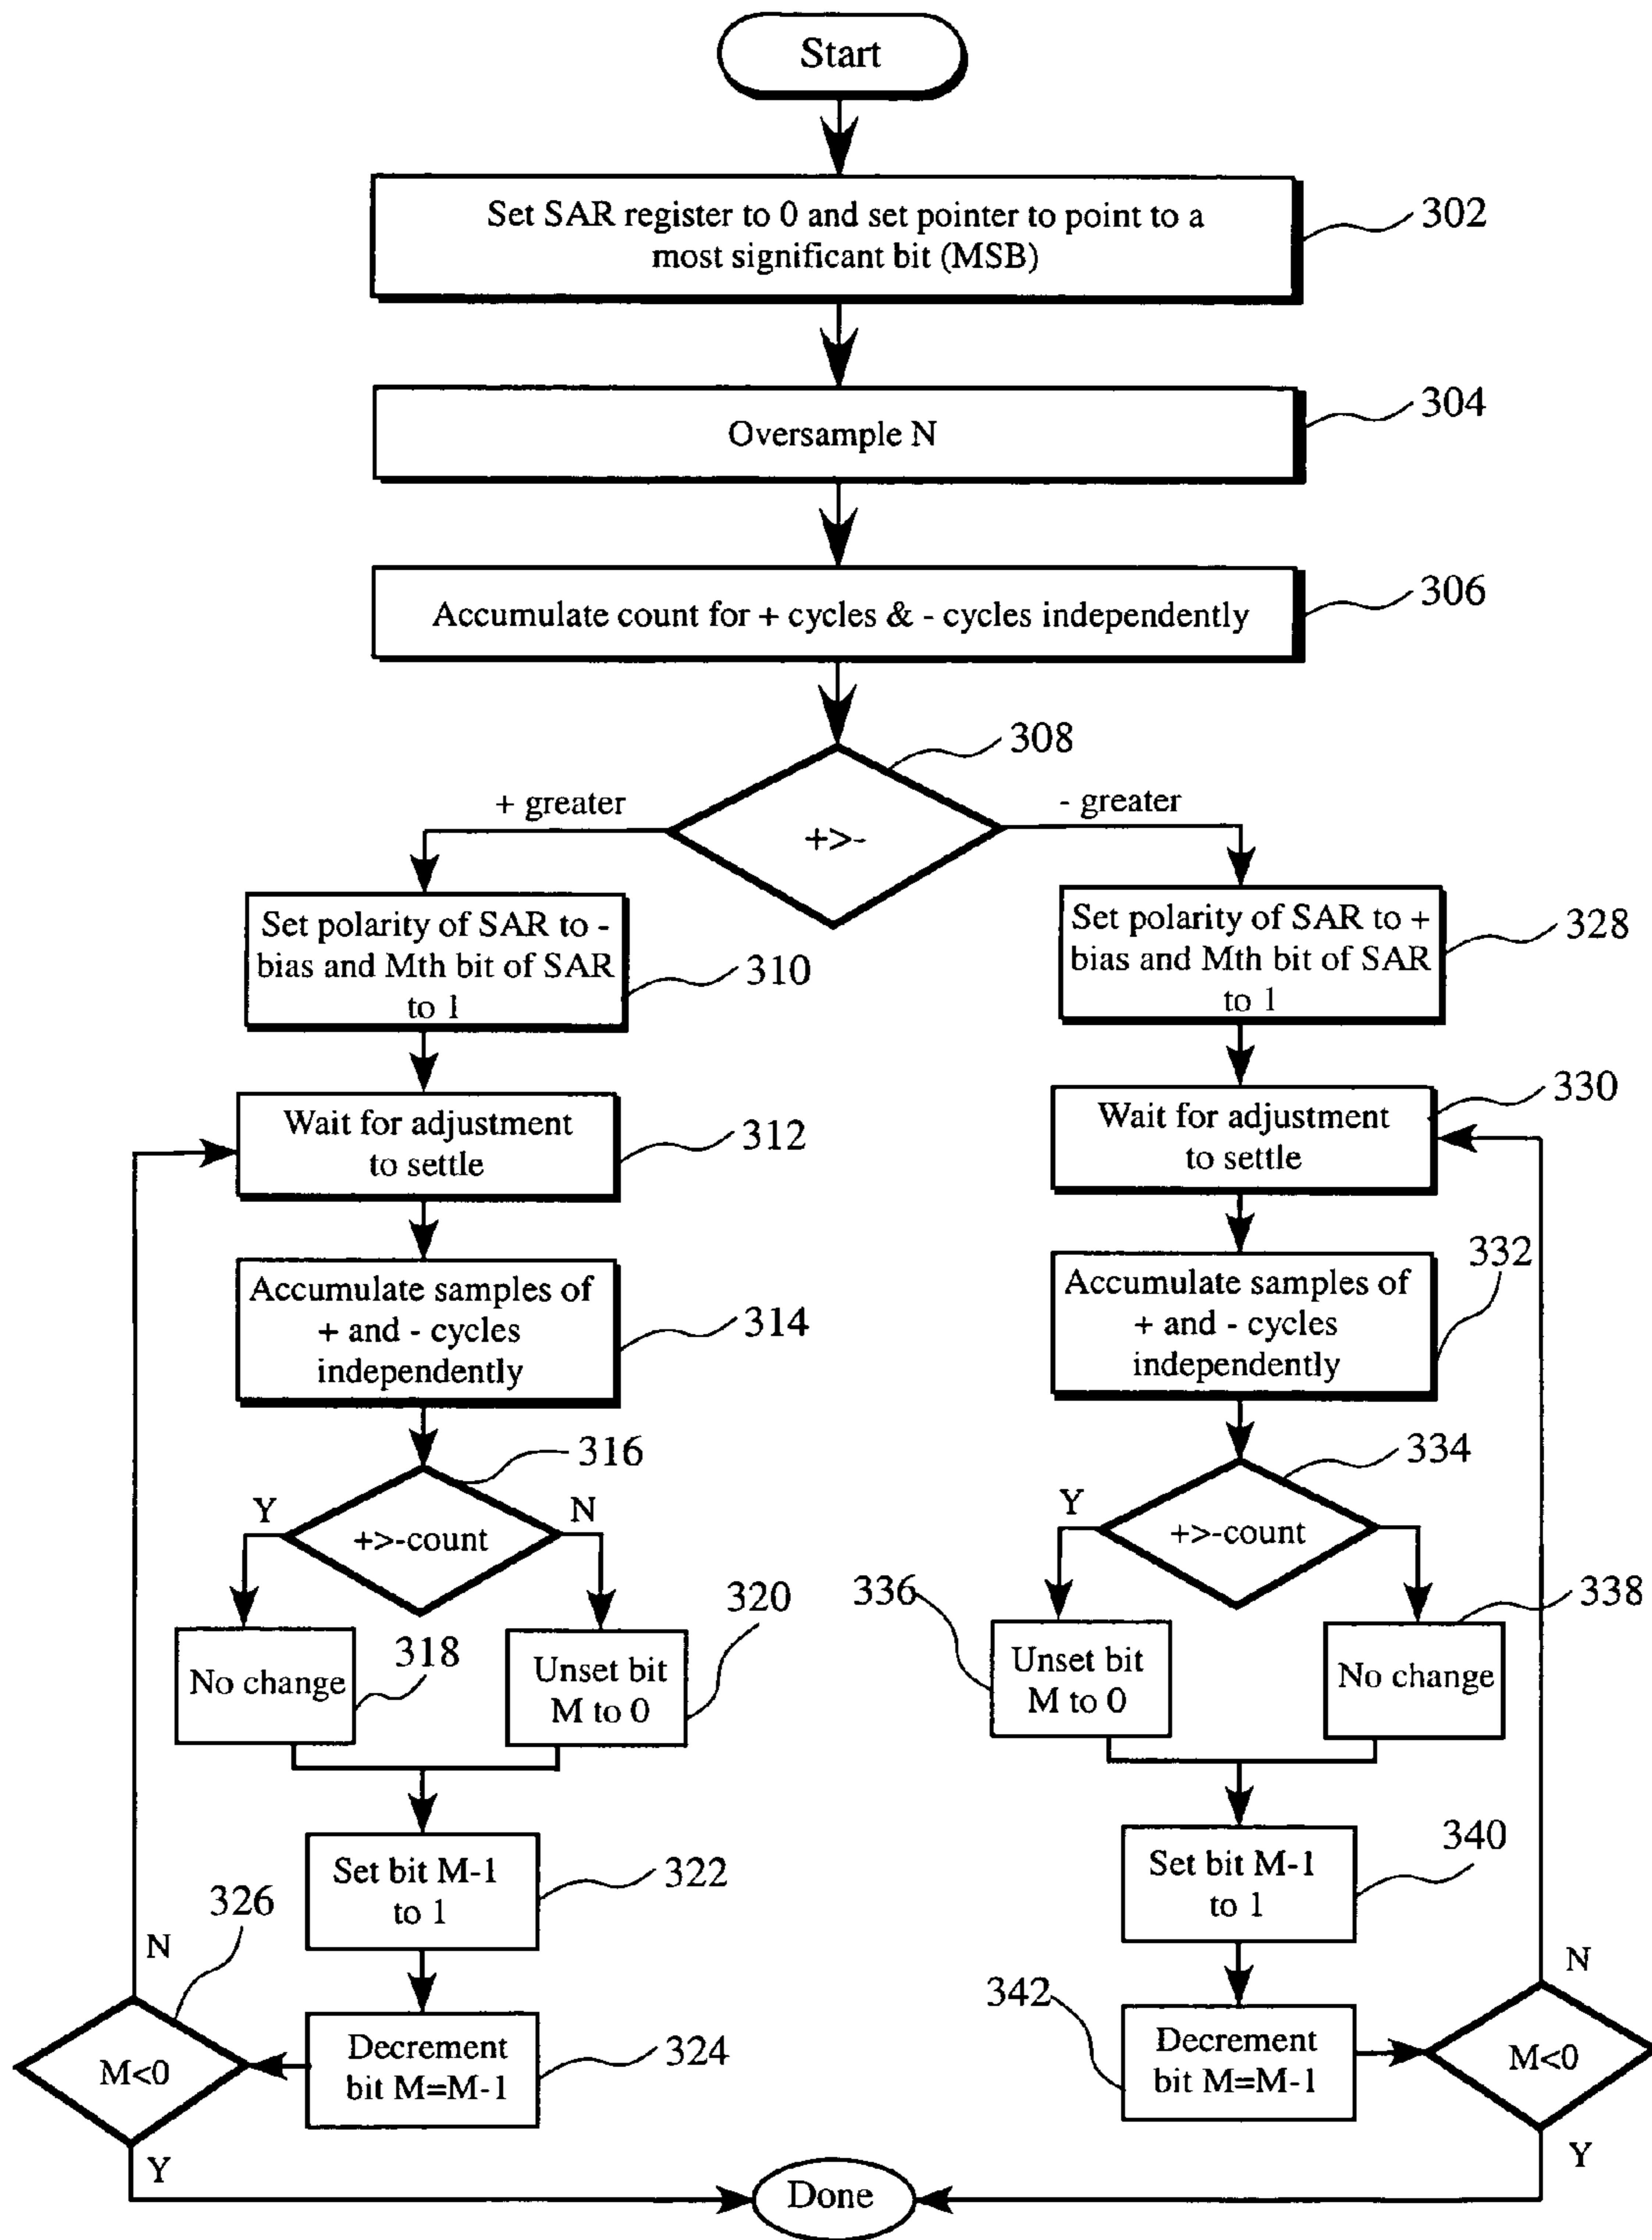 Start
Set SAR register to 0 and set pointer to point to a
most significant bit (MSB)
302
Oversample N
304
Accumulate count for + cycles & - cycles independently
306
308
+ greater
+>-
- greater
Set polarity of SAR to -
bias and Mth bit of SAR
to 1
310
Set polarity of SAR to +
bias and Mth bit of SAR
to 1
328
Wait for adjustment
to settle
312
Wait for adjustment
to settle
330
Accumulate samples of
+ and - cycles
independently
314
Accumulate samples of
+ and - cycles
independently
332
316
Y
+>-count
N
334
Y
+>-count
No change
318
Unset bit
M to 0
320
336
Unset bit
M to 0
No change
338
Set bit M-1
to 1
322
Set bit M-1
to 1
340
326
N
M<0
Y
Decrement
bit M=M-1
324
342
Decrement
bit M=M-1
N
M<0
Y
Done